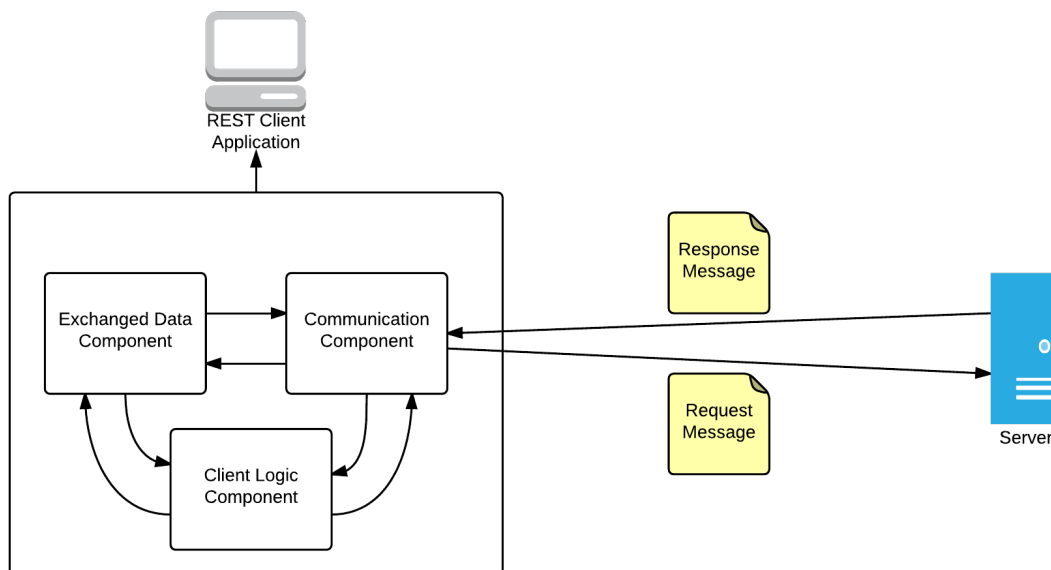 REST Client
Application
Response
Message
Exchanged Data
Component
Communication
Component
Request
Message
Server
Client Logic
Component